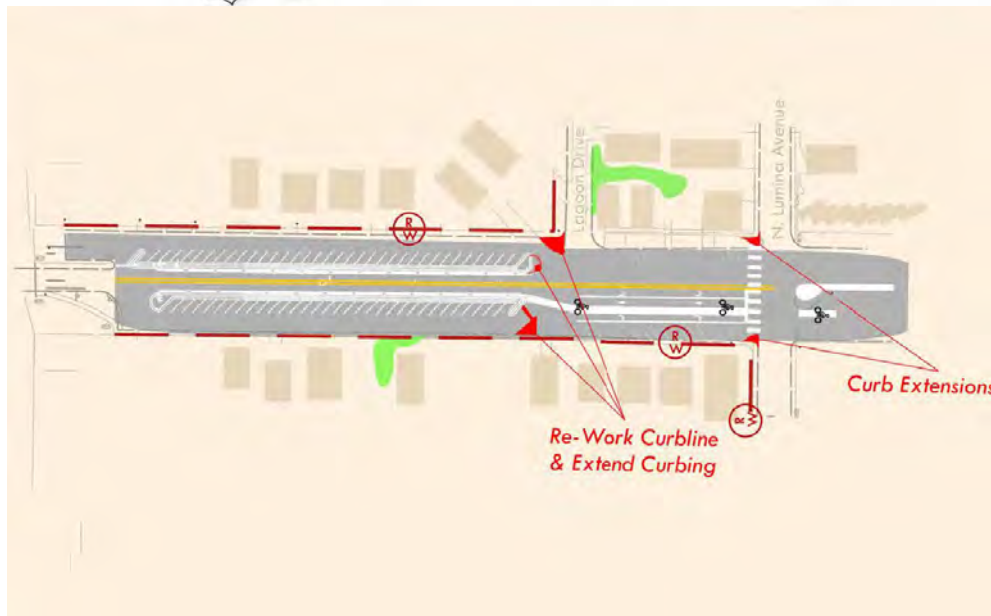 Lagoon Drive
N. Lumina Avenue
R/W
R/W
R/W
Curb Extensions
Re-Work Curbline
& Extend Curbing